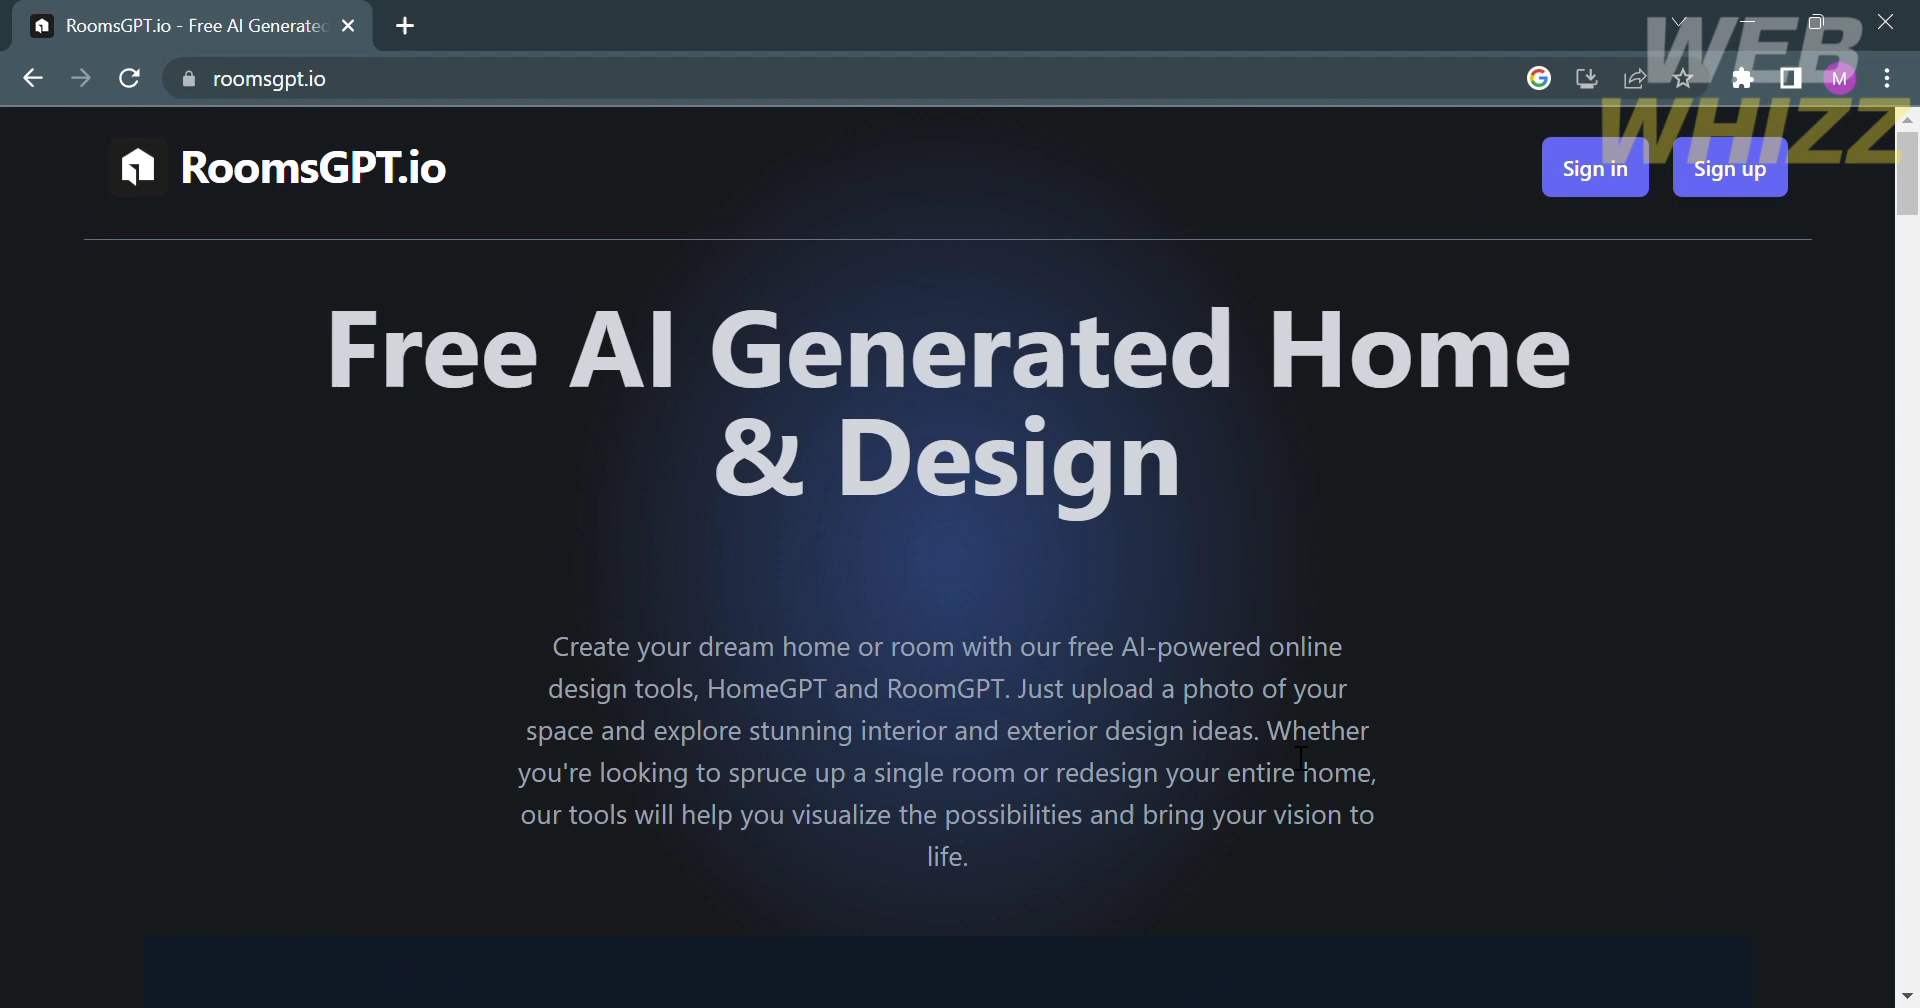 RoomsGPT.io - Free AI Generated
roomsgpt.io
M
WEB
WHIZZ
RoomsGPT.io
Sign in
Sign up
Free AI Generated Home
& Design
Create your dream home or room with our free AI-powered online
design tools, HomeGPT and RoomGPT. Just upload a photo of your
space and explore stunning interior and exterior design ideas. Whether
you're looking to spruce up a single room or redesign your entire home,
our tools will help you visualize the possibilities and bring your vision to
life.